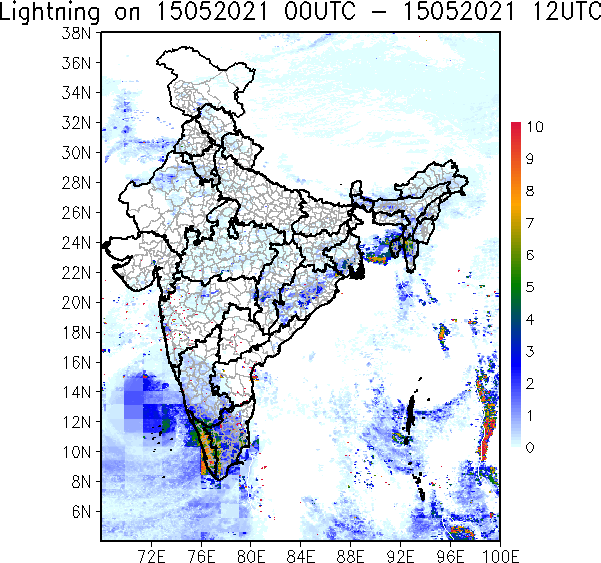 Lightning on 15052021 00UTC – 15052021 12UTC
38N
36N
34N
32N
30N
28N
26N
24N
22N
20N
18N
16N
14N
12N
10N
8N
6N
72E 76E 80E 84E 88E 92E 96E 100E
10
9
8
7
6
5
4
3
2
1
0